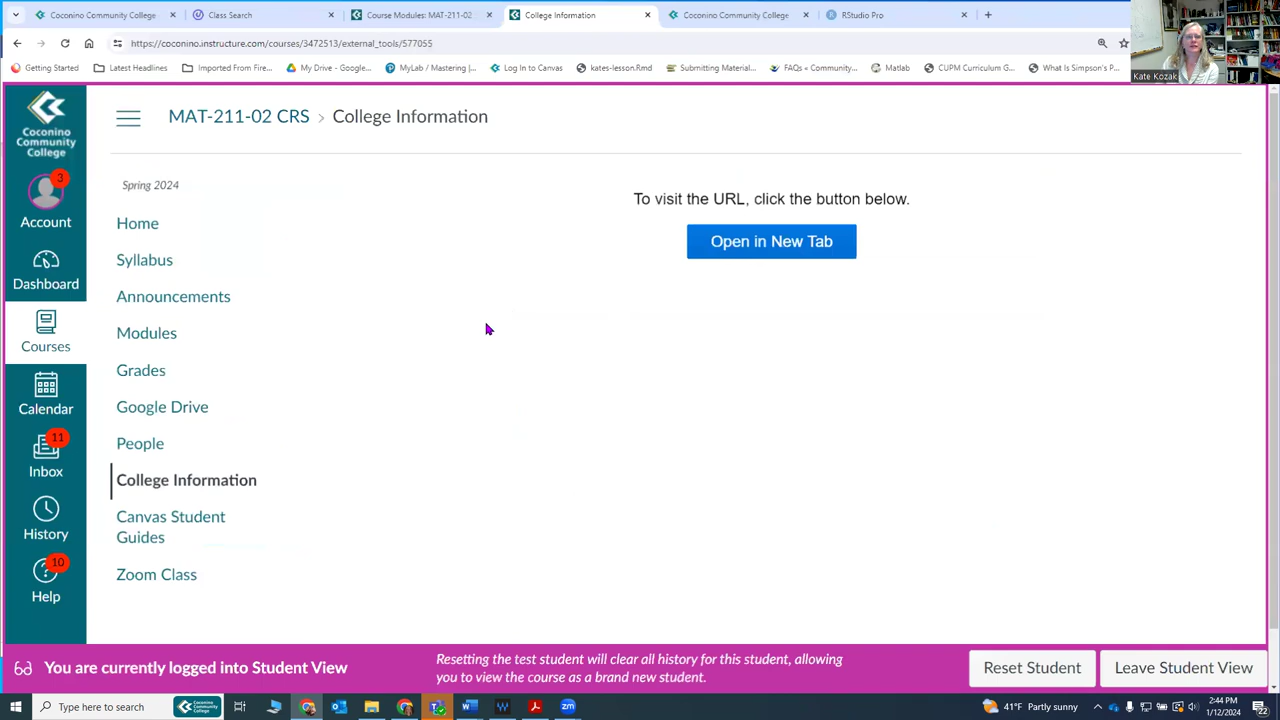 Coconino Community College
Class Search
Course Modules: MAT-211-02
College Information
Coconino Community College
RStudio Pro
https://coconino.instructure.com/courses/3472513/external_tools/577055
Getting Started
Latest Headlines
Imported From Fire...
My Drive - Google...
MyLab / Mastering |...
Log In to Canvas
kates-lesson.Rmd
Submitting Material...
FAQs « Community...
Matlab
CUPM Curriculum G...
What Is Simpson's P...
Kate Kozak
Coconino
Community
College
MAT-211-02 CRS › College Information
3
Account
Dashboard
Courses
Calendar
11
Inbox
History
10
Help
Spring 2024
Home
Syllabus
Announcements
Modules
Grades
Google Drive
People
College Information
Canvas Student
Guides
Zoom Class
To visit the URL, click the button below.
Open in New Tab
You are currently logged into Student View
Resetting the test student will clear all history for this student, allowing
you to view the course as a brand new student.
Reset Student
Leave Student View
Type here to search
41°F Partly sunny
2:44 PM
1/12/2024
22